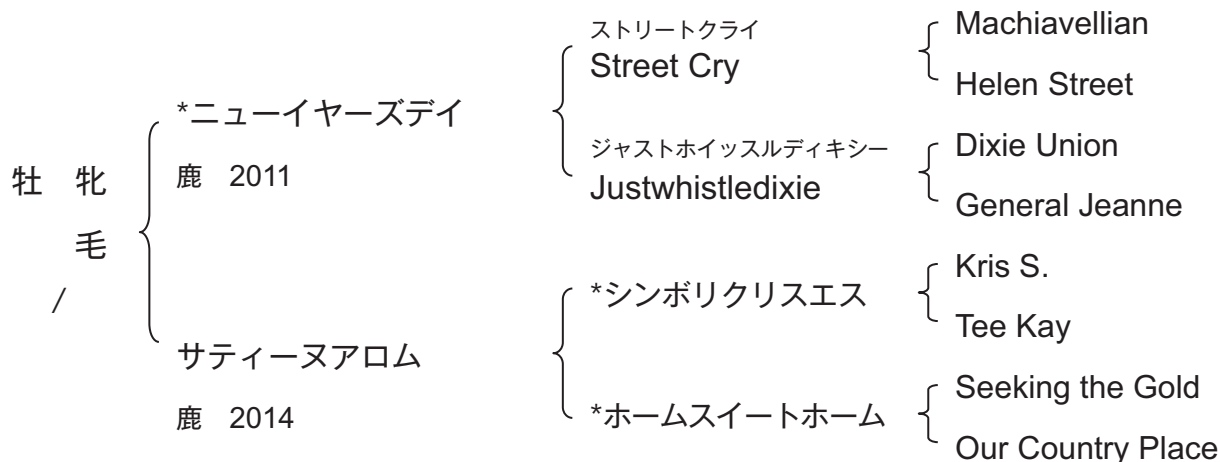 牡 牝
毛
/
*ニューイヤーズデイ
鹿 2011
サティーヌアロム
鹿 2014
ストリートクライ
Street Cry
ジャストホイッスルディキシー
Justwhistledixie
*シンボリクリスエス
*ホームスイートホーム
Machiavellian
Helen Street
Dixie Union
General Jeanne
Kris S.
Tee Kay
Seeking the Gold
Our Country Place